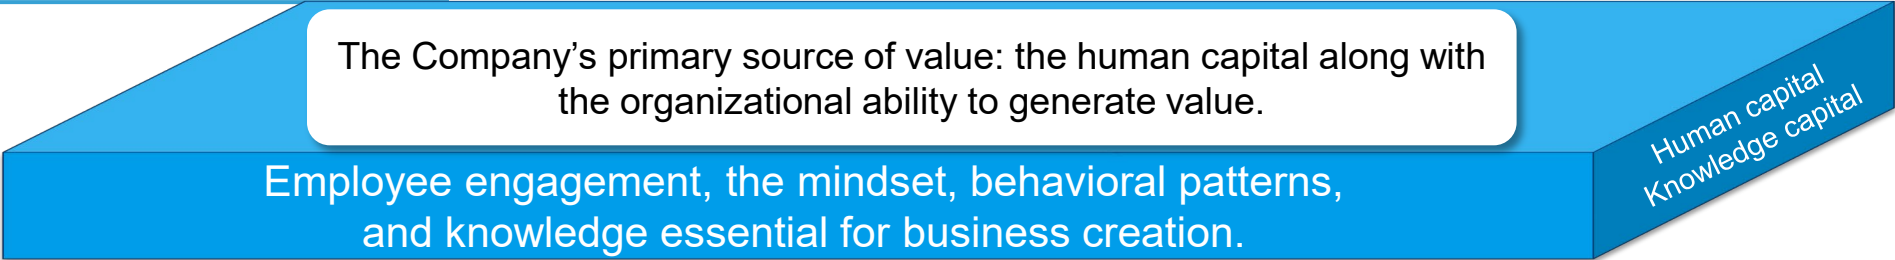 The Company’s primary source of value: the human capital along with
the organizational ability to generate value.
Employee engagement, the mindset, behavioral patterns,
and knowledge essential for business creation.
Human capital
Knowledge capital